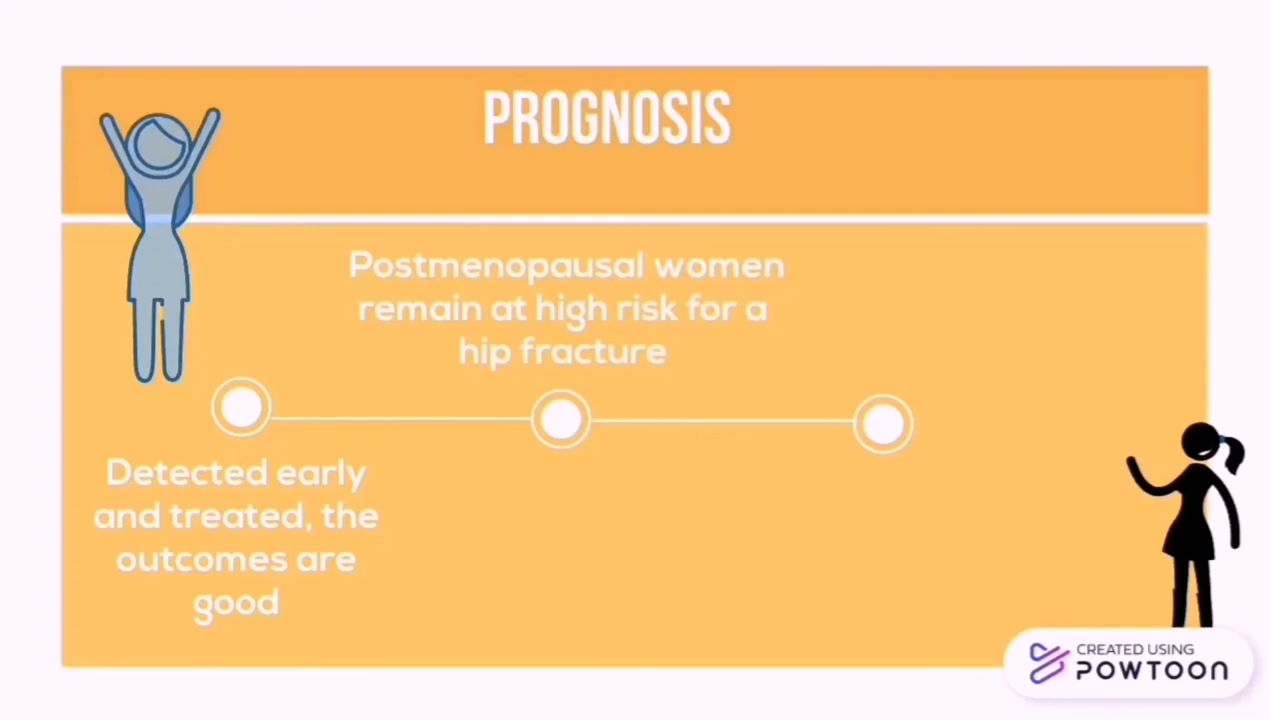 PROGNOSIS
Postmenopausal women
remain at high risk for a
hip fracture
Detected early
and treated, the
outcomes are
good
CREATED USING
POWTOON